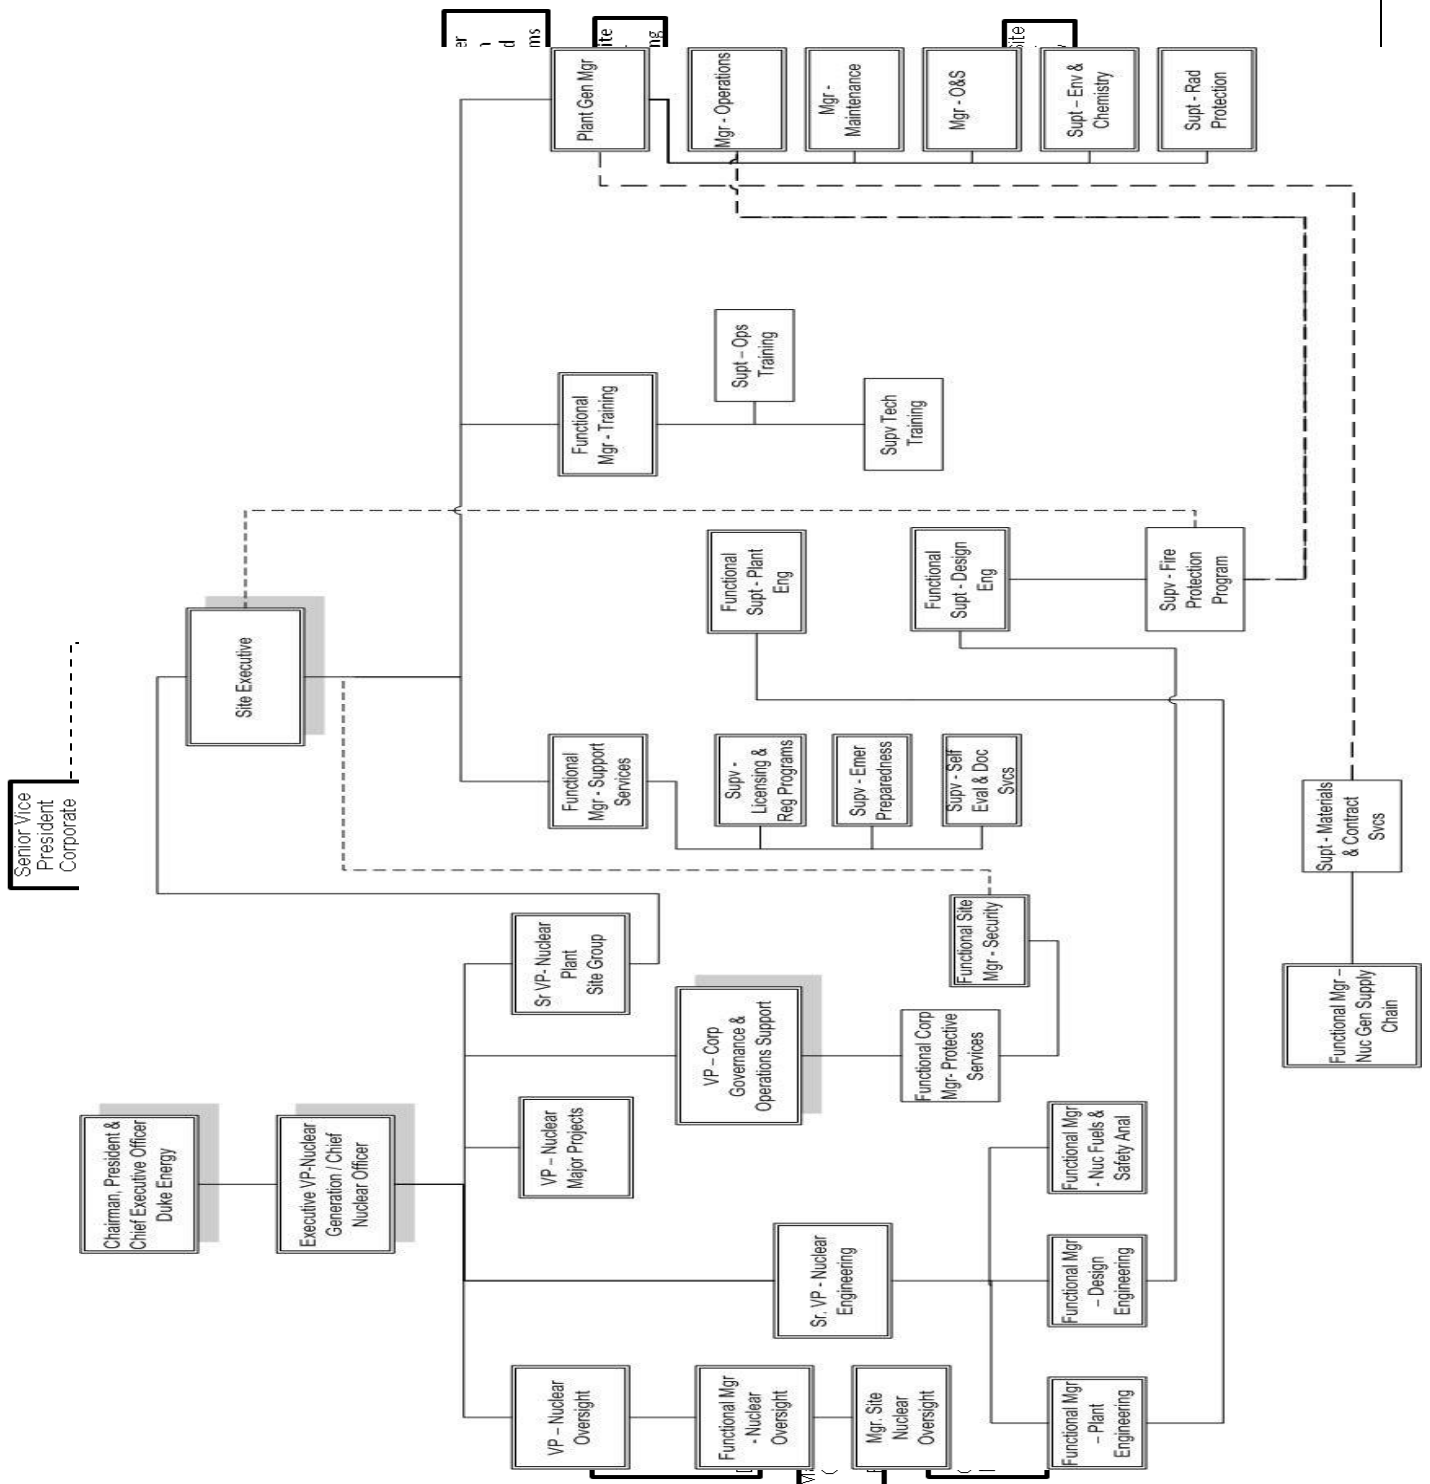 Chairman, President &
Chief Executive Officer
Duke Energy
Executive VP-Nuclear
Generation / Chief
Nuclear Officer
VP – Nuclear
Oversight
Functional Mgr
- Nuclear
Oversight
Mgr. Site
Nuclear
Oversight
Sr. VP - Nuclear
Engineering
Functional Mgr
– Plant
Engineering
Functional Mgr
– Design
Engineering
Functional Mgr
- Nuc Fuels &
Safety Anal
VP – Nuclear
Major Projects
VP – Corp
Governance &
Operations Support
Functional Corp
Mgr- Protective
Services
Functional Site
Mgr - Security
Sr VP- Nuclear
Plant
Site Group
Senior Vice
President
Corporate
Site Executive
Functional
Mgr - Support
Services
Supv -
Licensing &
Reg Programs
Supv - Emer
Preparedness
Supv - Self
Eval & Doc
Svcs
Functional
Supt - Plant
Eng
Functional
Supt - Design
Eng
Supv - Fire
Protection
Program
Functional
Mgr - Training
Supt – Ops
Training
Supv Tech
Training
Plant Gen Mgr
Mgr - Operations
Mgr -
Maintenance
Mgr - O&S
Supt – Env &
Chemistry
Supt - Rad
Protection
Functional Mgr –
Nuc Gen Supply
Chain
Supt - Materials
& Contract
Svcs